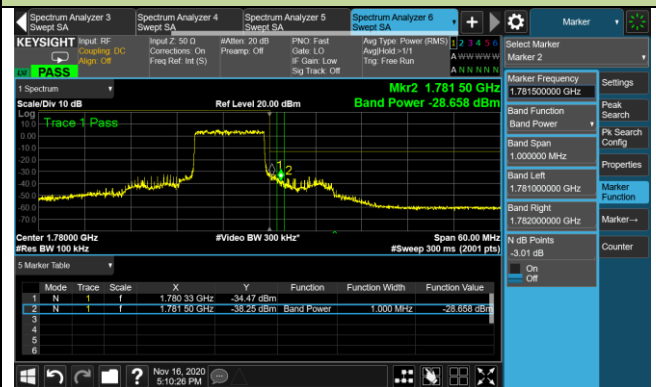 Spectrum Analyzer 3 Swept SA
Spectrum Analyzer 4 Swept SA
Spectrum Analyzer 5 Swept SA
Spectrum Analyzer 6 Swept SA
Marker
KEYSIGHT
Input: RF
Coupling: DC
Align: Off
Input Z: 50 Ω
Corrections: On
Freq Ref: Int (S)
#Atten: 20 dB
Preamp: Off
PNO: Fast
Gate: LO
IF Gain: Low
Sig Track: Off
Avg Type: Power (RMS)
Avg|Hold:>1/1
Trig: Free Run
1 2 3 4 5 6
A W W W W W
A N N N N N
PASS
1 Spectrum
Scale/Div 10 dB
Ref Level 20.00 dBm
Mkr2 1.781 50 GHz
Band Power -28.658 dBm
Log
Trace 1 Pass
10.0
0.00
-10.0
-20.0
-30.0
-40.0
-50.0
-60.0
-70.0
1
2
Center 1.78000 GHz
#Res BW 100 kHz
#Video BW 300 kHz*
Span 60.00 MHz
#Sweep 300 ms (2001 pts)
5 Marker Table
Mode Trace Scale X Y Function Function Width Function Value
1 N 1 f 1.780 33 GHz -34.47 dBm
2 N 1 f 1.781 50 GHz -38.25 dBm Band Power 1.000 MHz -28.658 dBm
3
4
5
6
Nov 16, 2020
5:10:26 PM
Select Marker
Marker 2
Marker Frequency
1.781500000 GHz
Band Function
Band Power
Band Span
1.000000 MHz
Band Left
1.781000000 GHz
Band Right
1.782000000 GHz
N dB Points
-3.01 dB
On
Off
Settings
Peak Search
Pk Search Config
Properties
Marker Function
Marker→
Counter